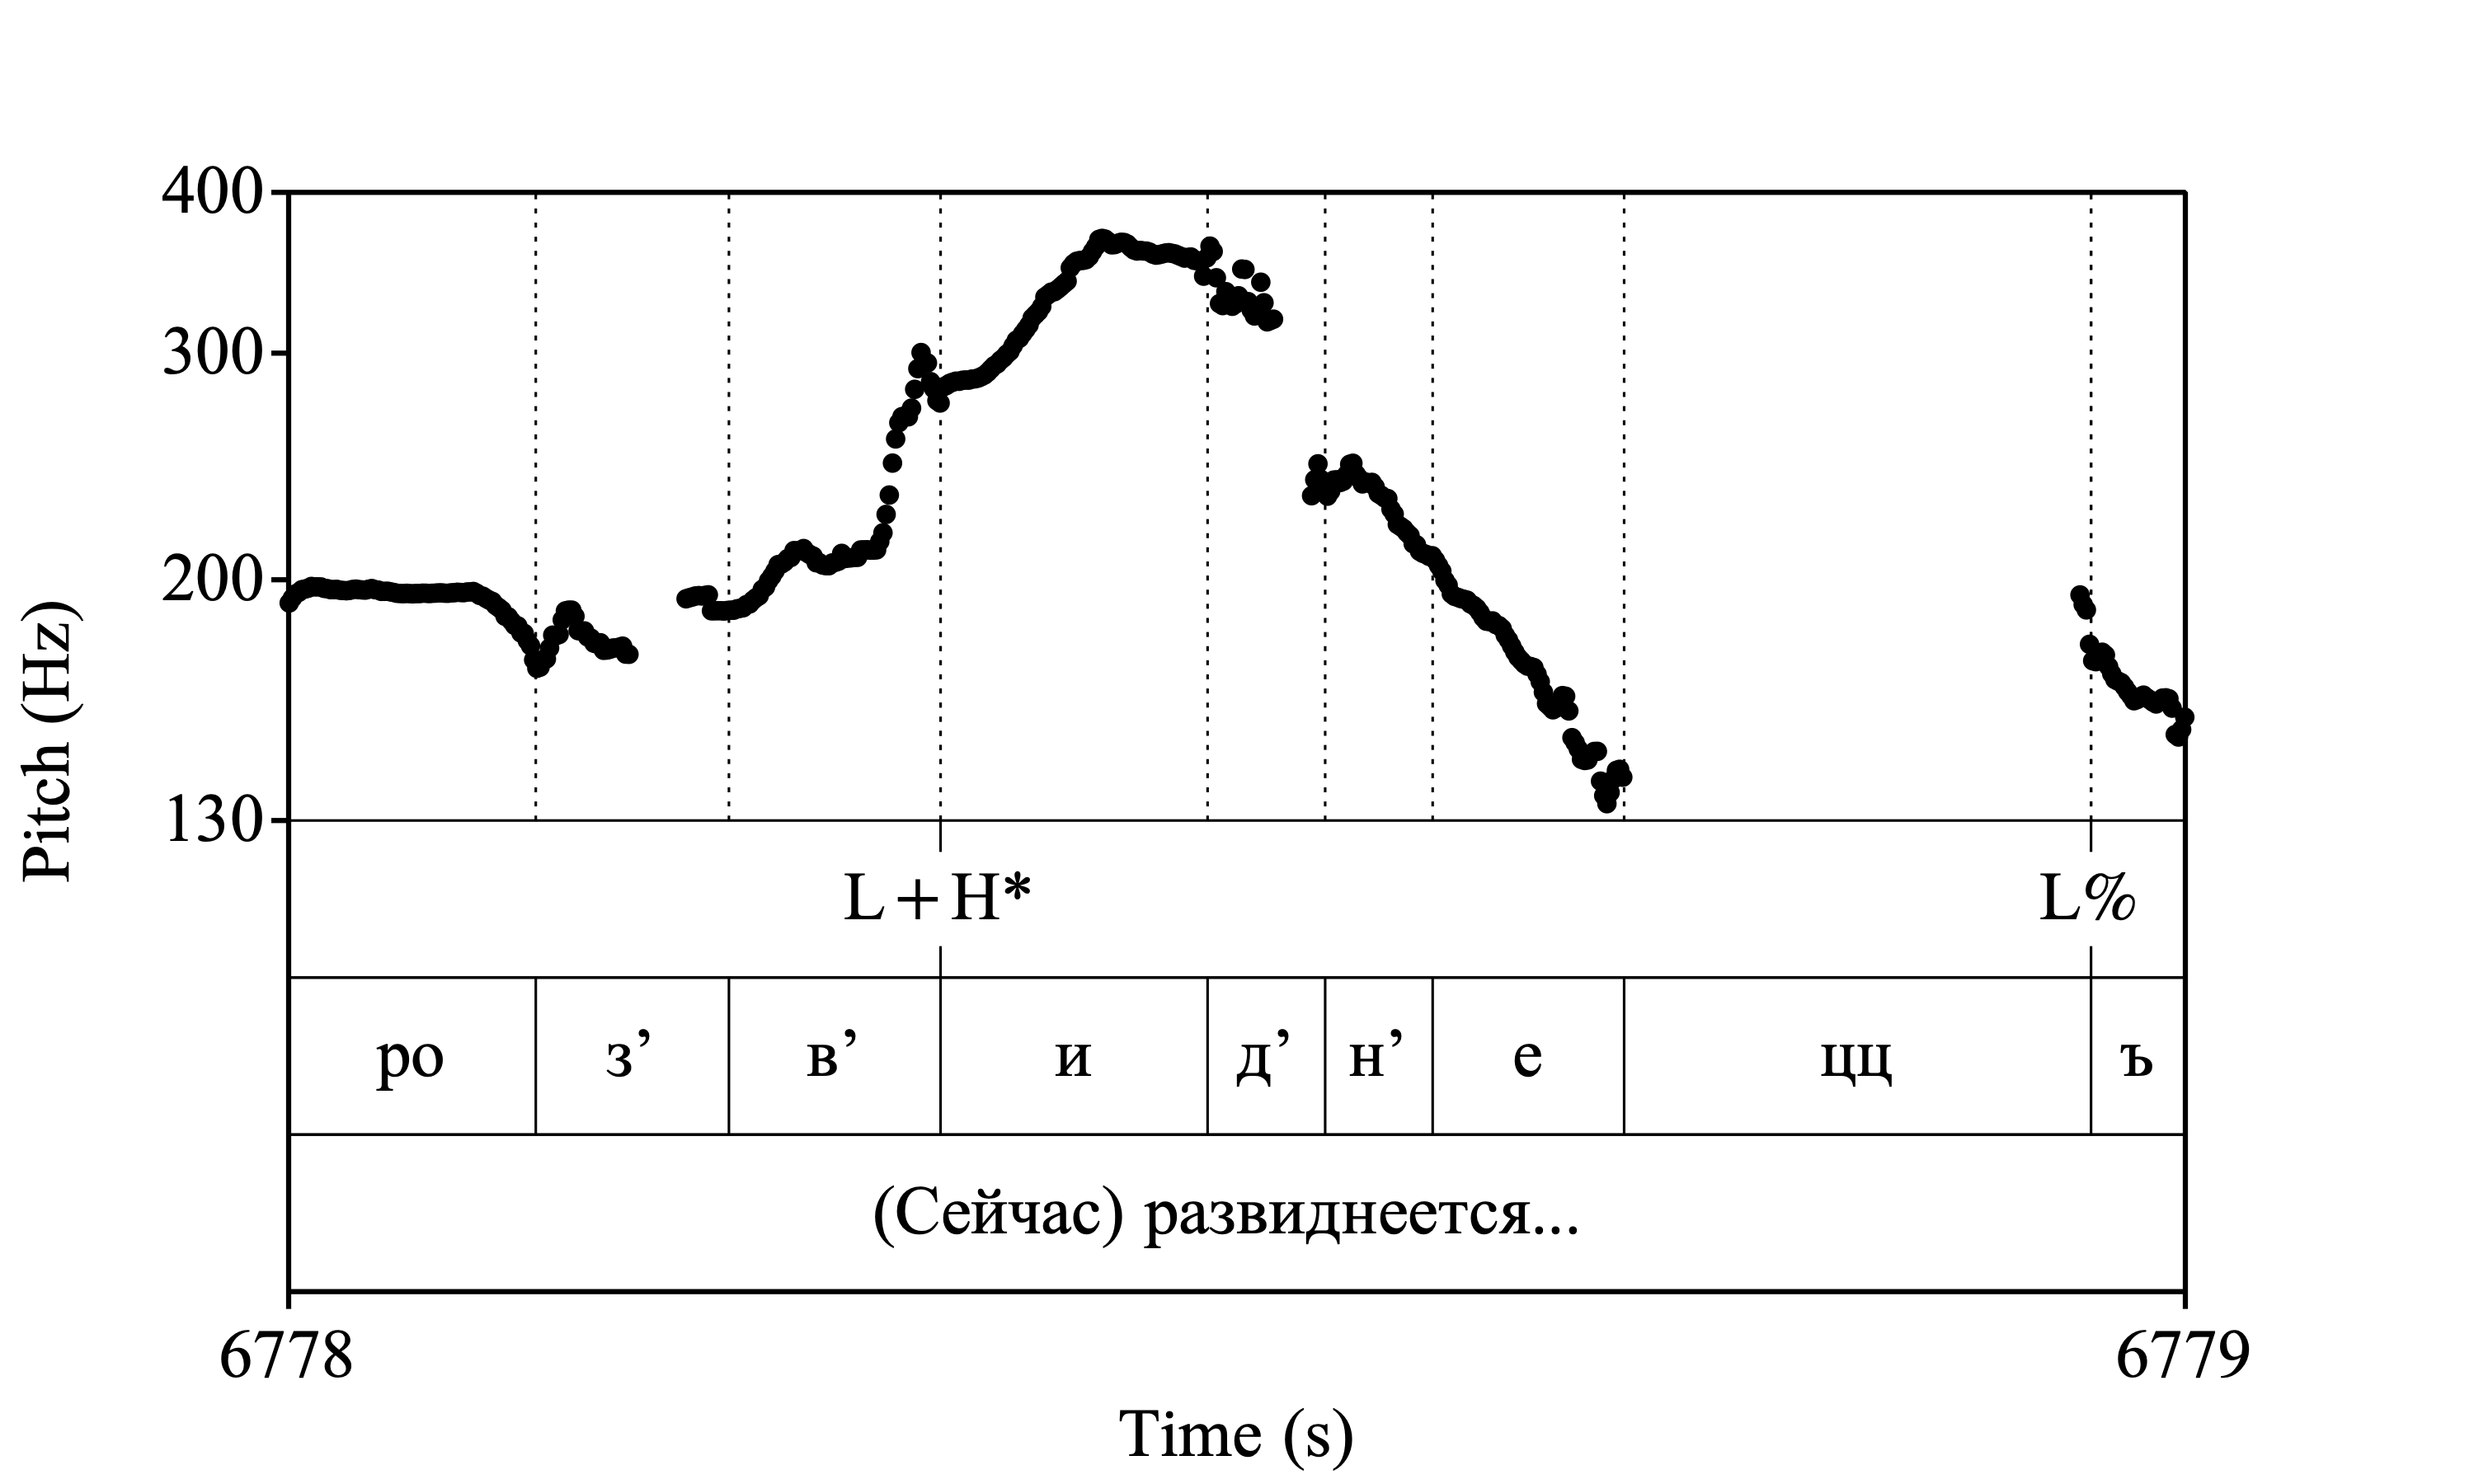 400
300
200
130
Pitch (Hz)
L+H* L%
ро з’ в’ и д’ н’ е цц ъ
(Сейчас) развиднеется...
6778 6779
Time (s)